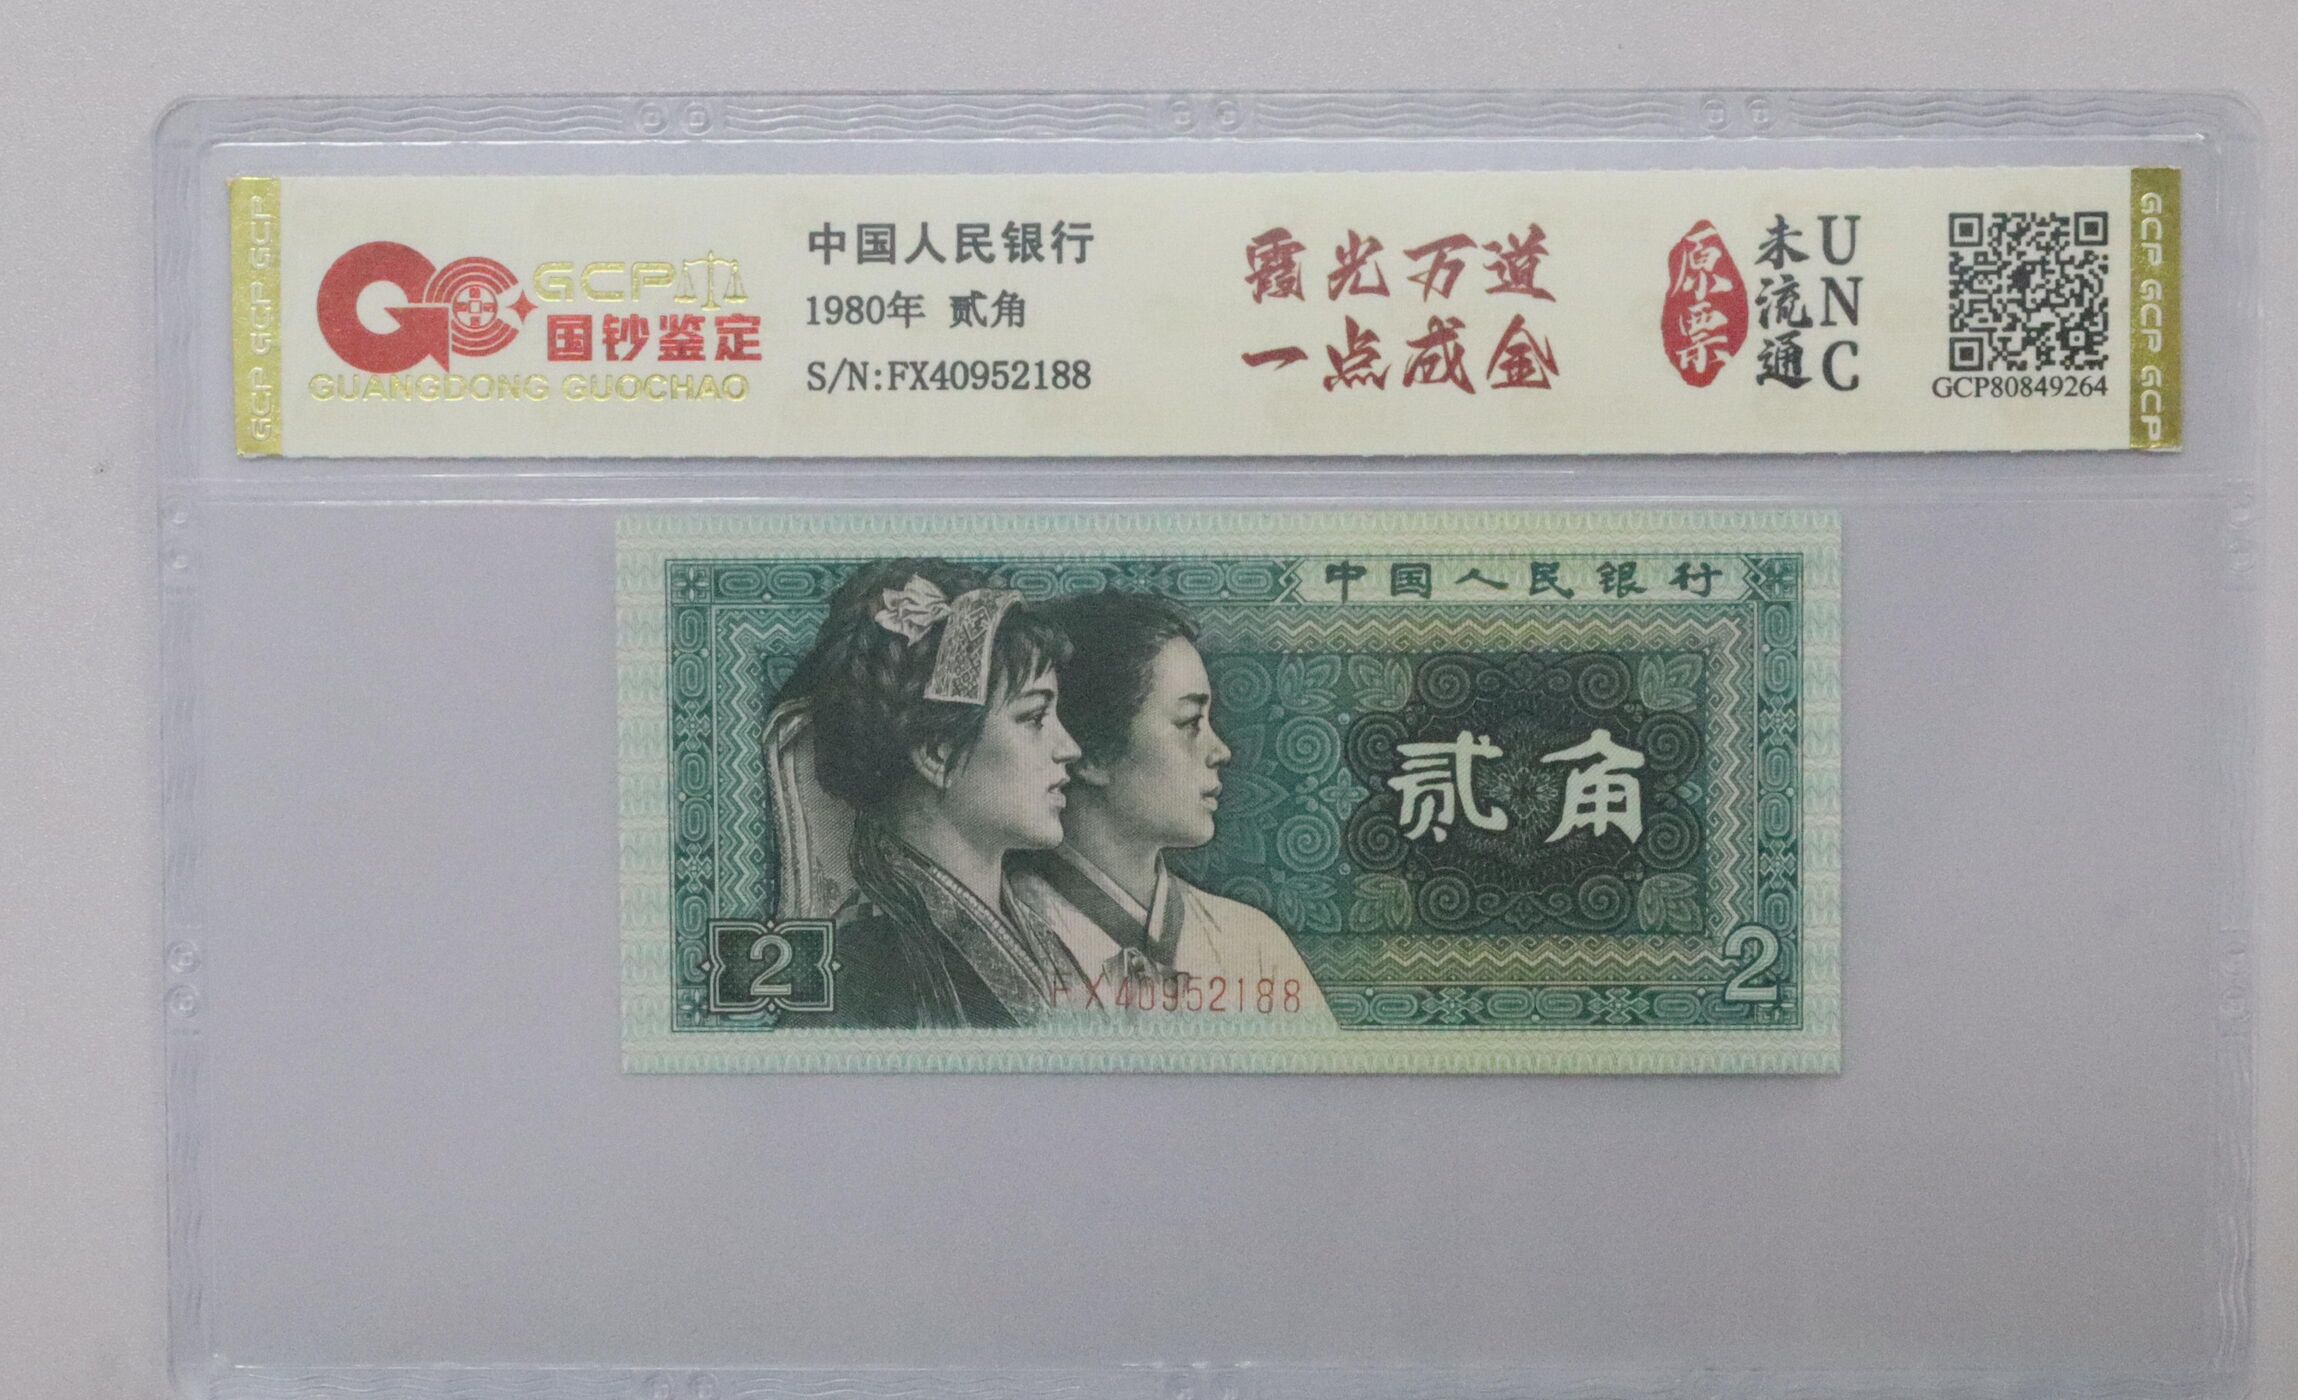 GCP GCP GCP
GCP
国钞鉴定
GUANGDONG GUOCHAO
中国人民银行
1980年 贰角
S/N:FX40952188
霞光万道
一点成金
原票
未流通
UNC
GCP80849264
GCP GCP GCP
中国人民银行
贰角
2
FX40952188
2